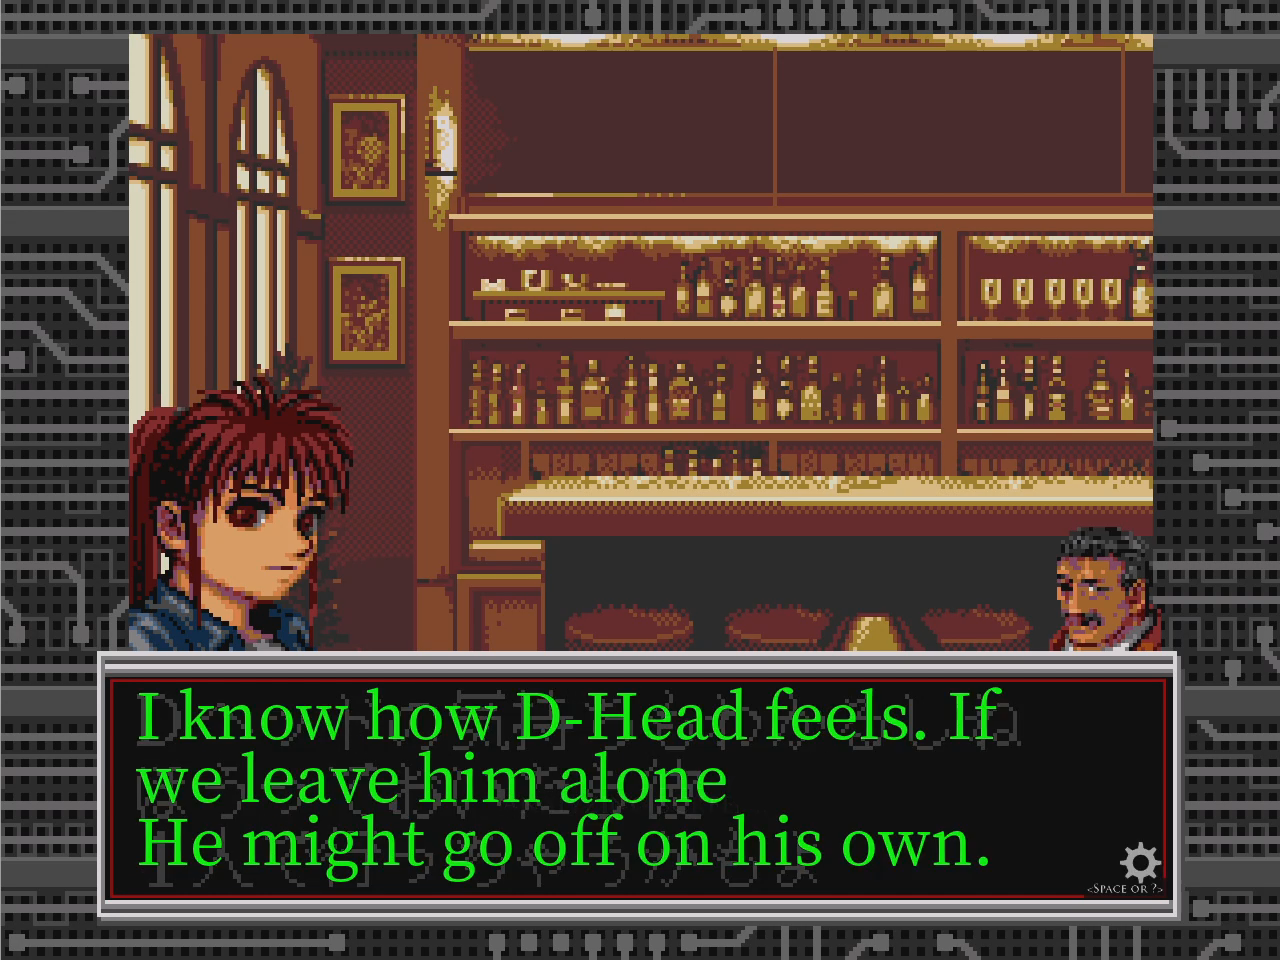 I know how D-Head feels. If
we leave him alone
He might go off on his own.
<SPACE OR ?>